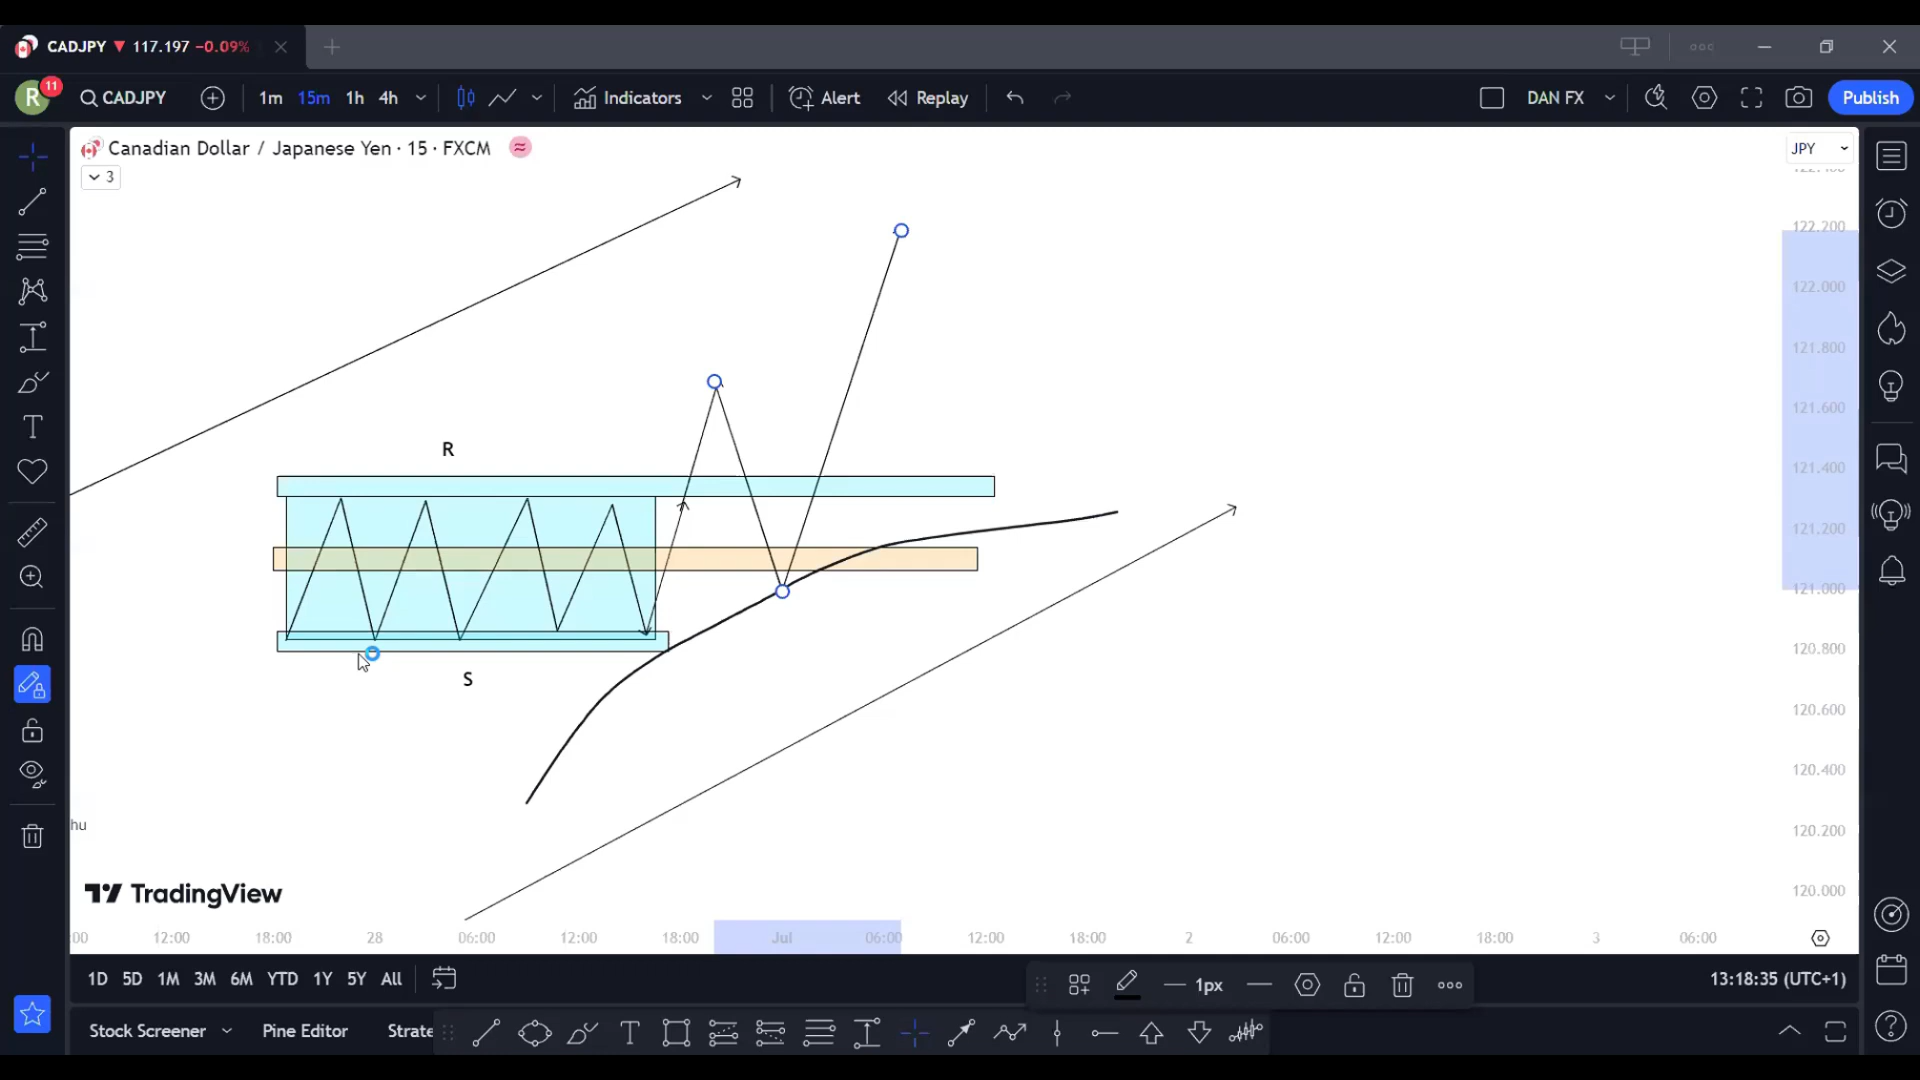 CADJPY ▼ 117.197 −0.09%
R 11 CADJPY 1m 15m 1h 4h Indicators Alert Replay DAN FX Publish
Canadian Dollar / Japanese Yen · 15 · FXCM
JPY
3
122.400
122.200
122.000
121.800
121.600
R
121.400
121.200
121.000
120.800
S
120.600
120.400
hu
120.200
120.000
TradingView
:00 12:00 18:00 28 06:00 12:00 18:00 Jul 06:00 12:00 18:00 2 06:00 12:00 18:00 3 06:00
1D 5D 1M 3M 6M YTD 1Y 5Y All 1px 13:18:35 (UTC+1)
Stock Screener Pine Editor Strate